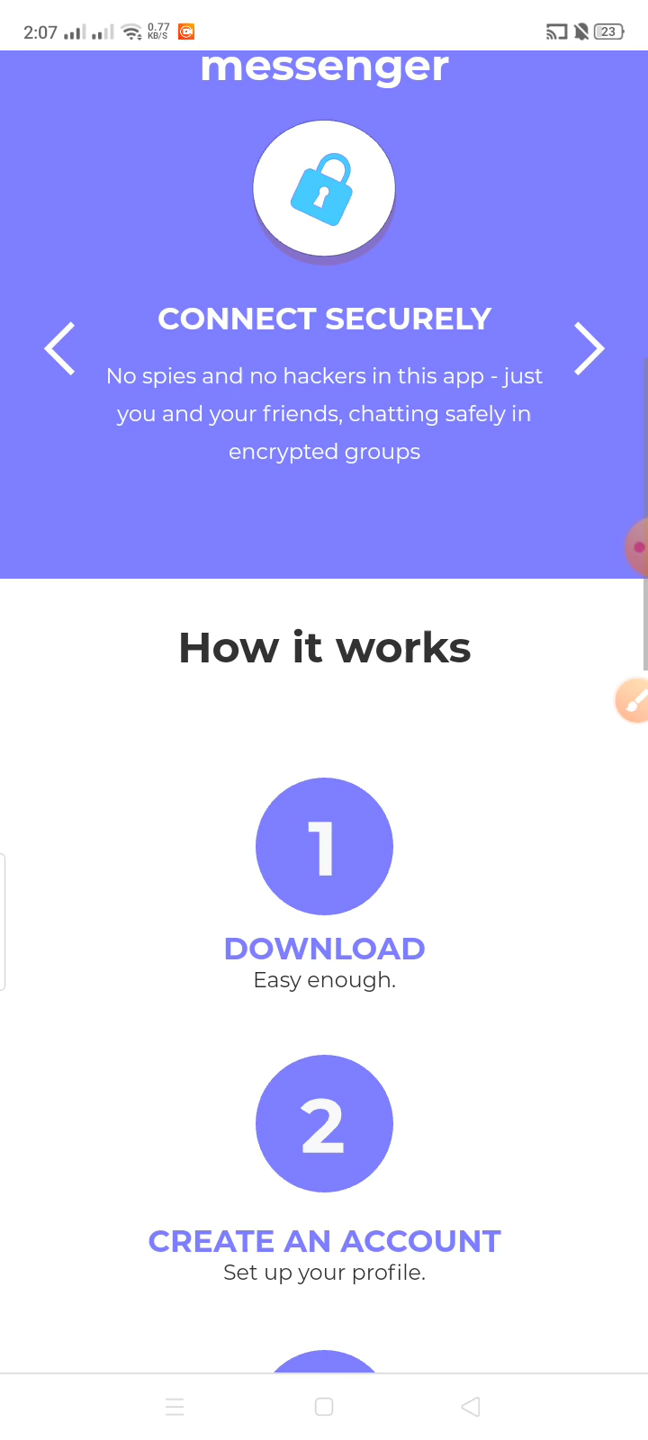 2:07
0.77
KB/S
23
messenger
CONNECT SECURELY
No spies and no hackers in this app - just
you and your friends, chatting safely in
encrypted groups
How it works
1
DOWNLOAD
Easy enough.
2
CREATE AN ACCOUNT
Set up your profile.